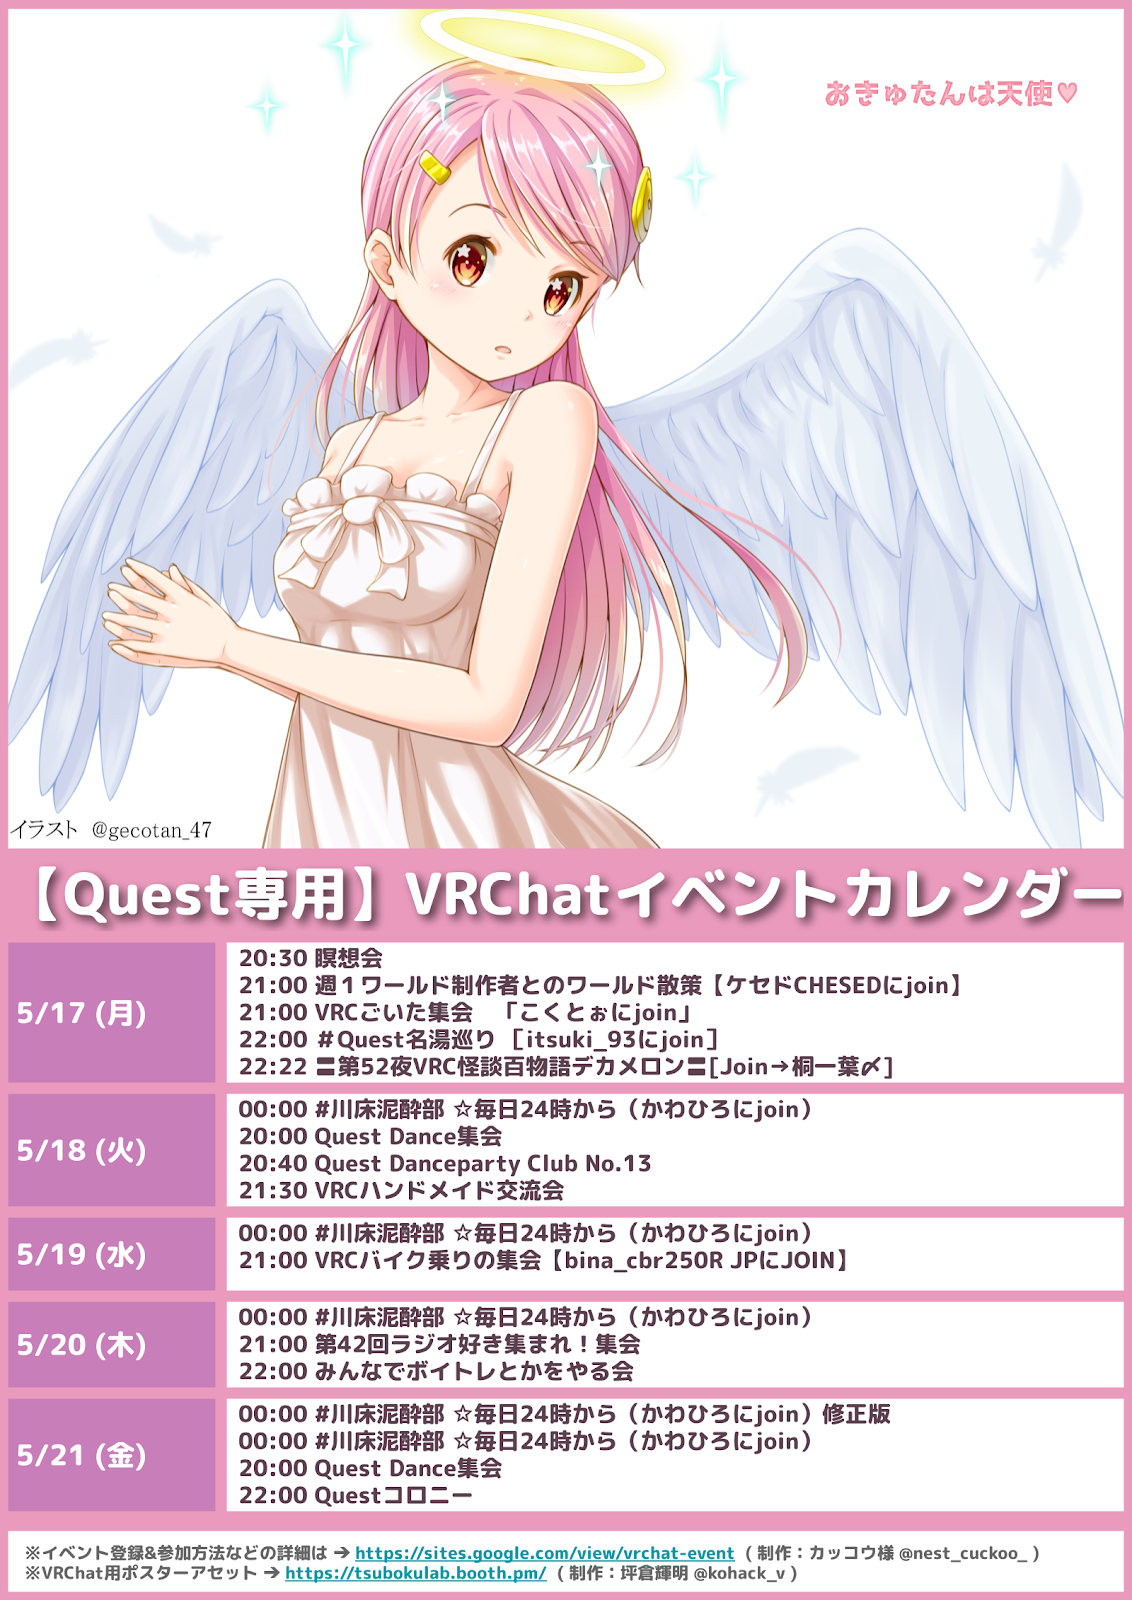 おきゅたんは天使♥
イラスト @gecotan_47
【Quest専用】VRChatイベントカレンダー
5/17 (月)
20:30 瞑想会
21:00 週１ワールド制作者とのワールド散策【ケセドCHESEDにjoin】
21:00 VRCごいた集会　「こくとぉにjoin」
22:00 ＃Quest名湯巡り ［itsuki_93にjoin］
22:22 〓第52夜VRC怪談百物語デカメロン〓[Join→桐一葉〆]
5/18 (火)
00:00 #川床泥酔部 ☆毎日24時から（かわひろにjoin）
20:00 Quest Dance集会
20:40 Quest Danceparty Club No.13
21:30 VRCハンドメイド交流会
5/19 (水)
00:00 #川床泥酔部 ☆毎日24時から（かわひろにjoin）
21:00 VRCバイク乗りの集会【bina_cbr250R JPにJOIN】
5/20 (木)
00:00 #川床泥酔部 ☆毎日24時から（かわひろにjoin）
21:00 第42回ラジオ好き集まれ！集会
22:00 みんなでボイトレとかをやる会
5/21 (金)
00:00 #川床泥酔部 ☆毎日24時から（かわひろにjoin）修正版
00:00 #川床泥酔部 ☆毎日24時から（かわひろにjoin）
20:00 Quest Dance集会
22:00 Questコロニー
※イベント登録&参加方法などの詳細は → https://sites.google.com/view/vrchat-event ( 制作：カッコウ様 @nest_cuckoo_ )
※VRChat用ポスターアセット → https://tsubokulab.booth.pm/ ( 制作：坪倉輝明 @kohack_v )